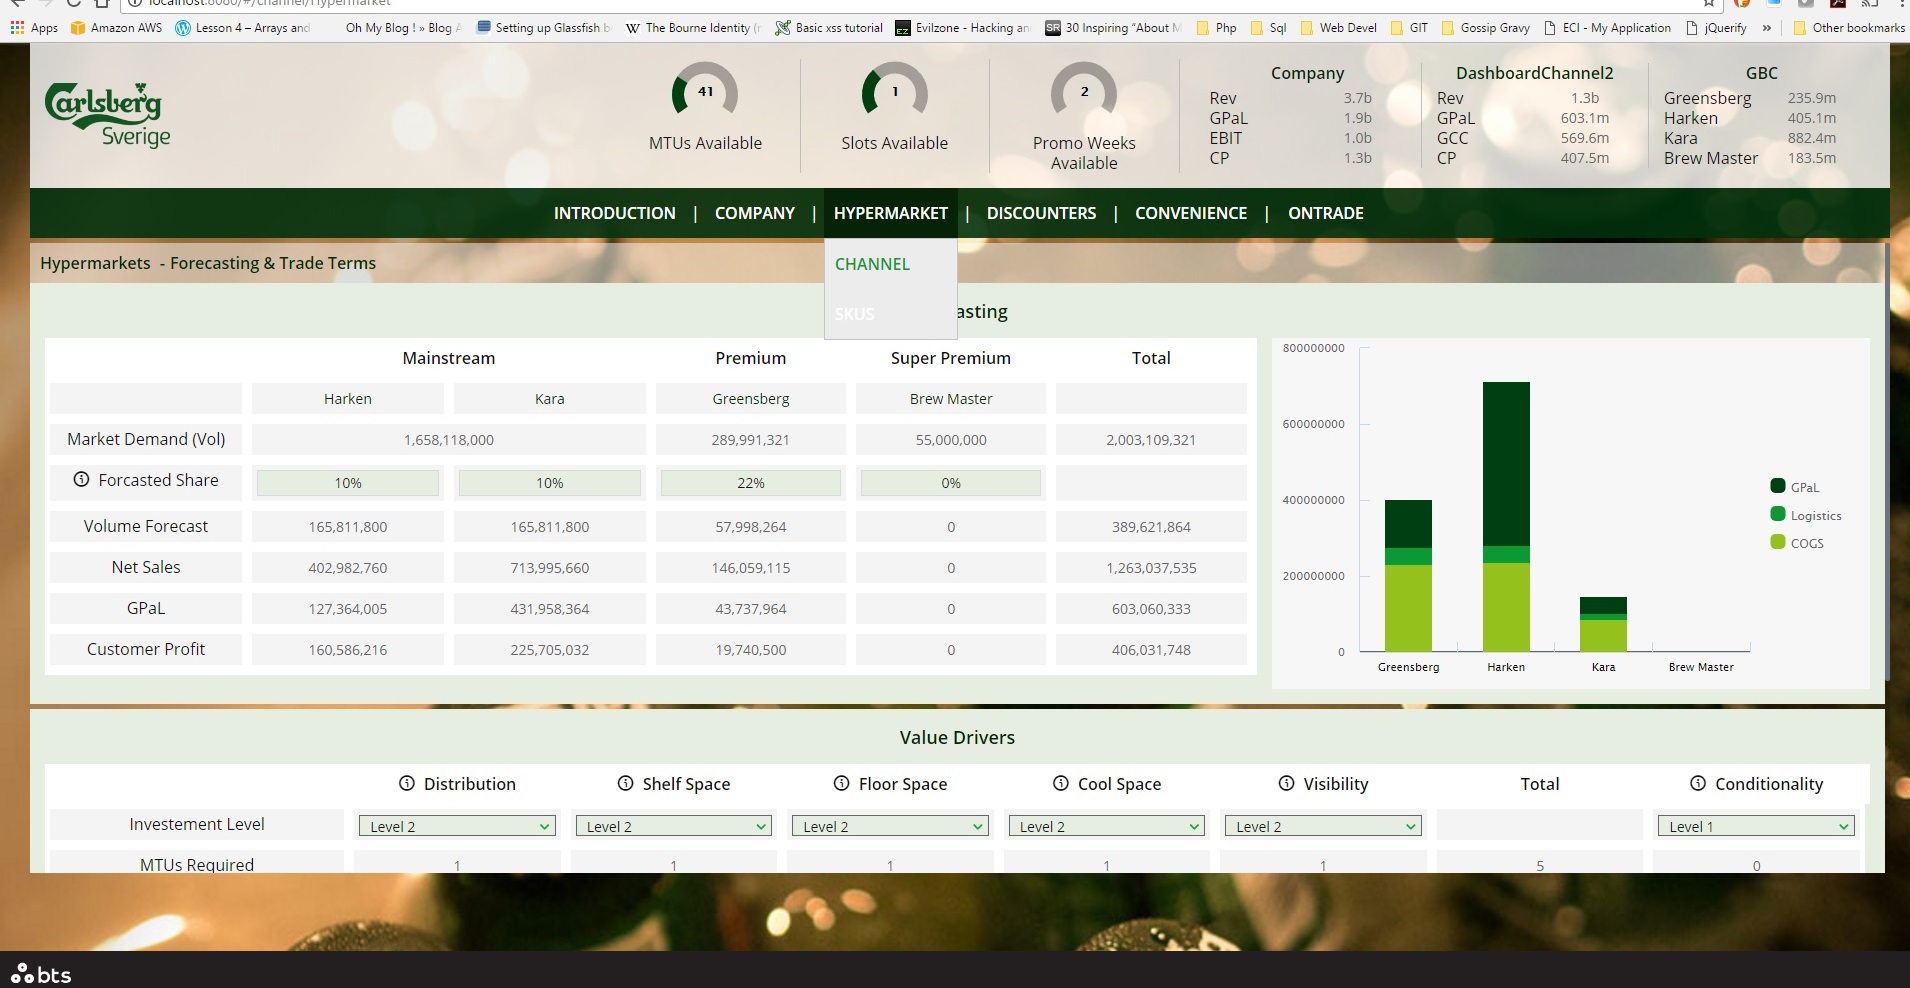 localhost:8080/#/channel/Hypermarket
Apps Amazon AWS Lesson 4 – Arrays and Oh My Blog ! » Blog A Setting up Glassfish b The Bourne Identity (r Basic xss tutorial Evilzone - Hacking an 30 Inspiring “About M Php Sql Web Devel GIT Gossip Gravy ECI - My Application jQuerify » Other bookmarks
Carlsberg
Sverige
41
MTUs Available
1
Slots Available
2
Promo Weeks
Available
Company
Rev 3.7b
GPaL 1.9b
EBIT 1.0b
CP 1.3b
DashboardChannel2
Rev 1.3b
GPaL 603.1m
GCC 569.6m
CP 407.5m
GBC
Greensberg 235.9m
Harken 405.1m
Kara 882.4m
Brew Master 183.5m
INTRODUCTION | COMPANY | HYPERMARKET | DISCOUNTERS | CONVENIENCE | ONTRADE
CHANNEL
SKUS
Hypermarkets - Forecasting & Trade Terms
asting
Mainstream Premium Super Premium Total
Harken Kara Greensberg Brew Master
Market Demand (Vol) 1,658,118,000 289,991,321 55,000,000 2,003,109,321
Forcasted Share 10% 10% 22% 0%
Volume Forecast 165,811,800 165,811,800 57,998,264 0 389,621,864
Net Sales 402,982,760 713,995,660 146,059,115 0 1,263,037,535
GPaL 127,364,005 431,958,364 43,737,964 0 603,060,333
Customer Profit 160,586,216 225,705,032 19,740,500 0 406,031,748
800000000
600000000
400000000
200000000
0
Greensberg Harken Kara Brew Master
GPaL
Logistics
COGS
Value Drivers
Distribution Shelf Space Floor Space Cool Space Visibility Total Conditionality
Investement Level Level 2 Level 2 Level 2 Level 2 Level 2 Level 1
MTUs Required 1 1 1 1 1 5 0
bts